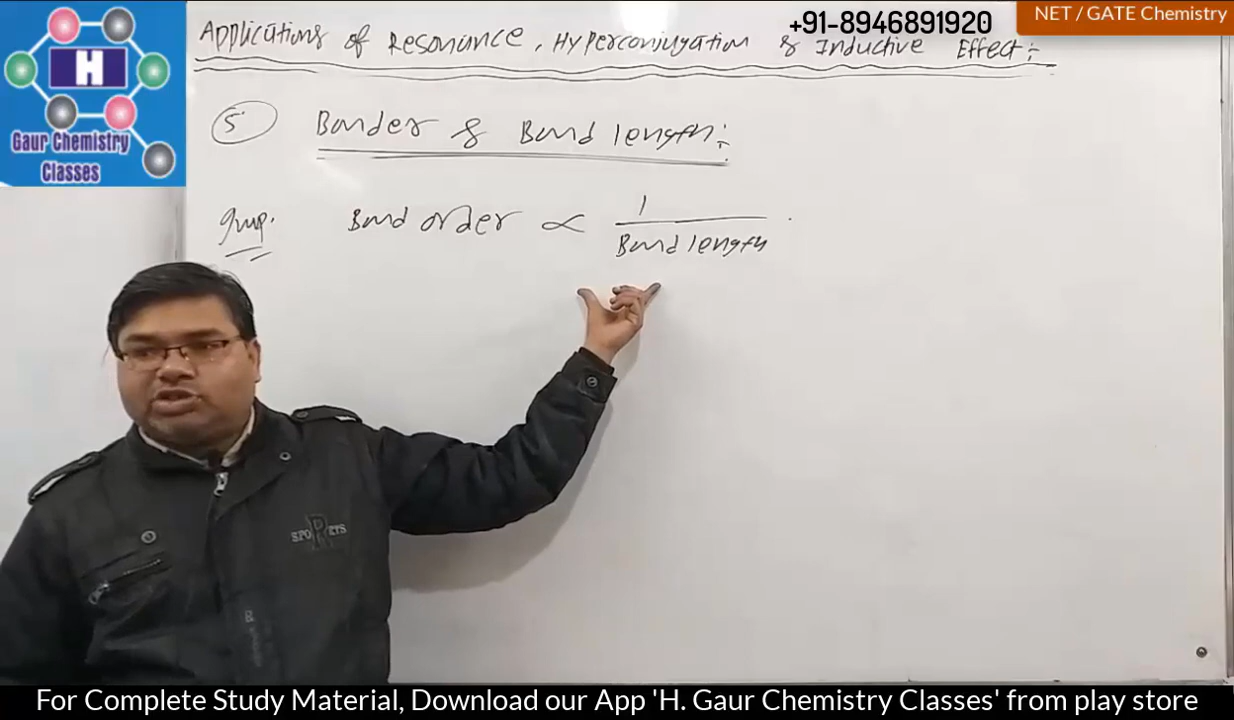 +91-8946891920
NET / GATE Chemistry
Applications of Resonance, Hyperconjugation & Inductive Effect :-
H
Gaur Chemistry
Classes
5 Border & Bond length :-
Imp. Bond order ∝ 1
Bond length
SPORETS
For Complete Study Material, Download our App 'H. Gaur Chemistry Classes' from play store